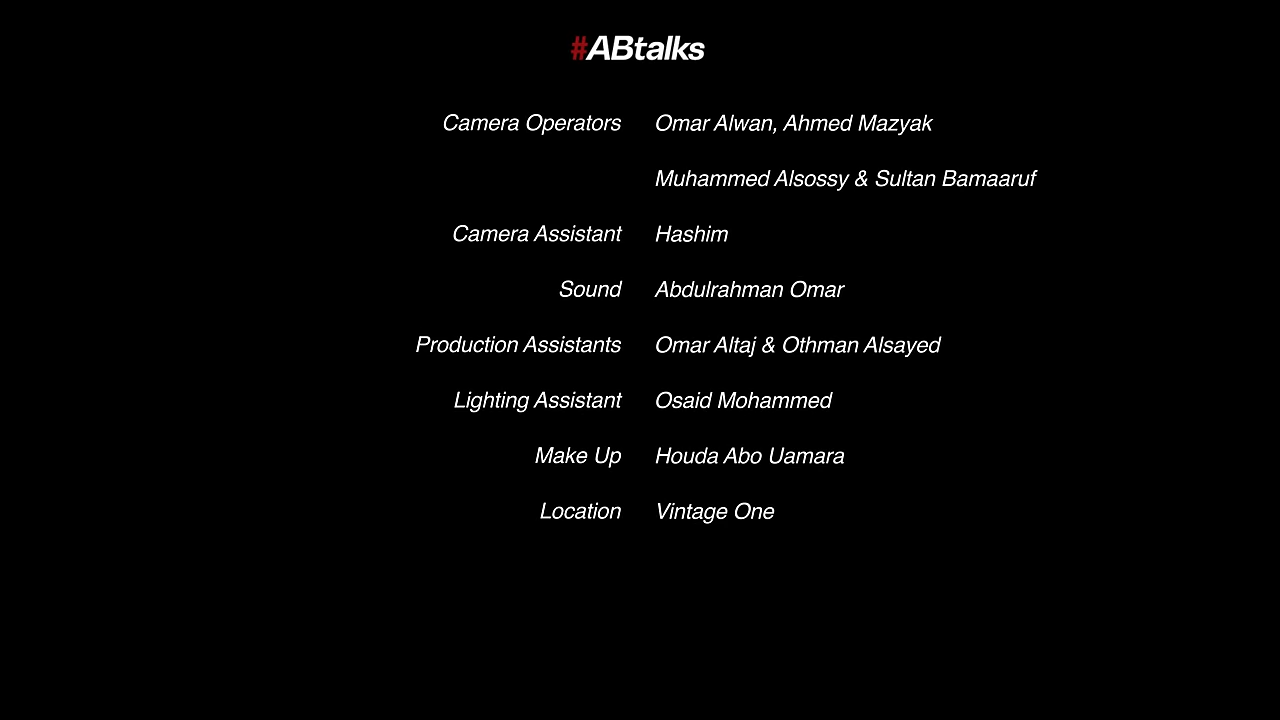 #ABtalks
Camera Operators Omar Alwan, Ahmed Mazyak
Muhammed Alsossy & Sultan Bamaaruf
Camera Assistant Hashim
Sound Abdulrahman Omar
Production Assistants Omar Altaj & Othman Alsayed
Lighting Assistant Osaid Mohammed
Make Up Houda Abo Uamara
Location Vintage One